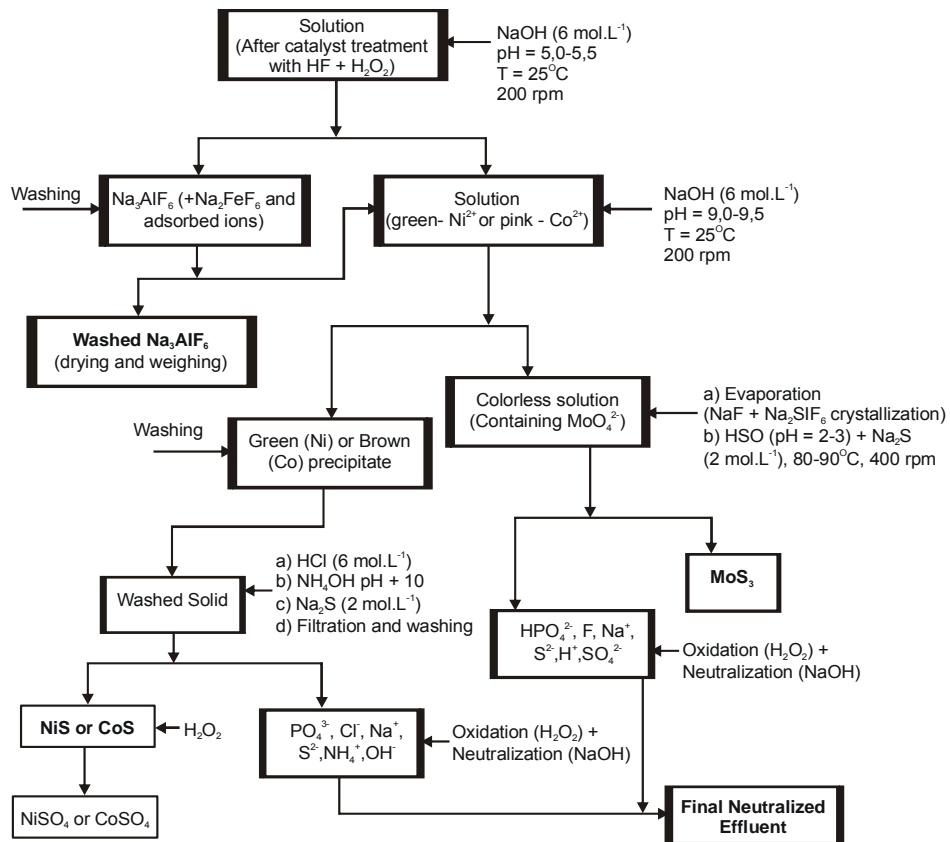 Solution
(After catalyst treatment
with HF + H₂O₂)
NaOH (6 mol.L⁻¹)
pH = 5,0-5,5
T = 25°C
200 rpm
Washing
Na₃AlF₆ (+Na₂FeF₆ and
adsorbed ions)
Solution
(green- Ni²⁺ or pink - Co²⁺)
NaOH (6 mol.L⁻¹)
pH = 9,0-9,5
T = 25°C
200 rpm
Washed Na₃AlF₆
(drying and weighing)
Colorless solution
(Containing MoO₄²⁻)
a) Evaporation
(NaF + Na₂SIF₆ crystallization)
b) HSO (pH = 2-3) + Na₂S
(2 mol.L⁻¹), 80-90°C, 400 rpm
Washing
Green (Ni) or Brown
(Co) precipitate
MoS₃
Washed Solid
a) HCl (6 mol.L⁻¹)
b) NH₄OH pH + 10
c) Na₂S (2 mol.L⁻¹)
d) Filtration and washing
HPO₄²⁻, F, Na⁺,
S²⁻,H⁺,SO₄²⁻
Oxidation (H₂O₂) +
Neutralization (NaOH)
NiS or CoS
H₂O₂
PO₄³⁻, Cl⁻, Na⁺,
S²⁻,NH₄⁺,OH⁻
Oxidation (H₂O₂) +
Neutralization (NaOH)
NiSO₄ or CoSO₄
Final Neutralized
Effluent